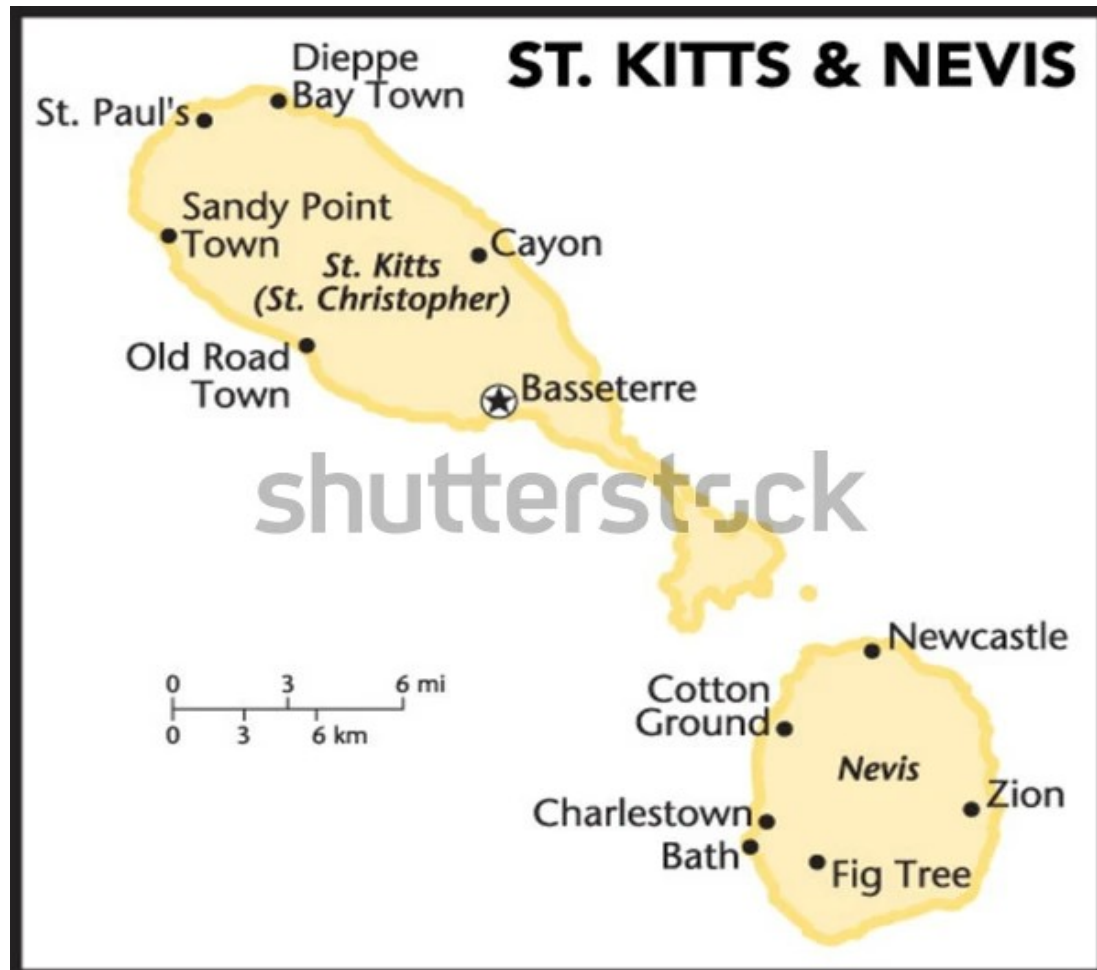 ST. KITTS & NEVIS
Dieppe
Bay Town
St. Paul's
Sandy Point
Town
Cayon
St. Kitts
(St. Christopher)
Old Road
Town
Basseterre
shutterstock
Newcastle
0 3 6 mi
0 3 6 km
Cotton
Ground
Nevis
Zion
Charlestown
Bath
Fig Tree